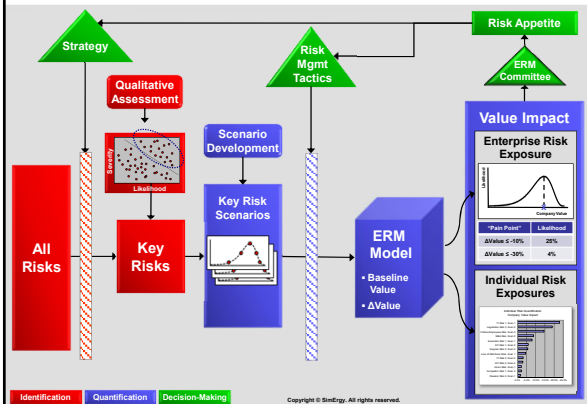 Risk Appetite
Strategy
Risk
Mgmt
Tactics
ERM
Committee
Qualitative
Assessment
Scenario
Development
Value Impact
Enterprise Risk
Exposure
Likelihood
Company Value
"Pain Point"
Likelihood
ΔValue ≤ -10%
25%
ΔValue ≤ -30%
4%
Severity
Likelihood
All
Risks
Key
Risks
Key Risk
Scenarios
ERM
Model
▪ Baseline
Value
▪ ΔValue
Individual Risk
Exposures
Identification
Quantification
Decision-Making
Copyright © SimErgy. All rights reserved.